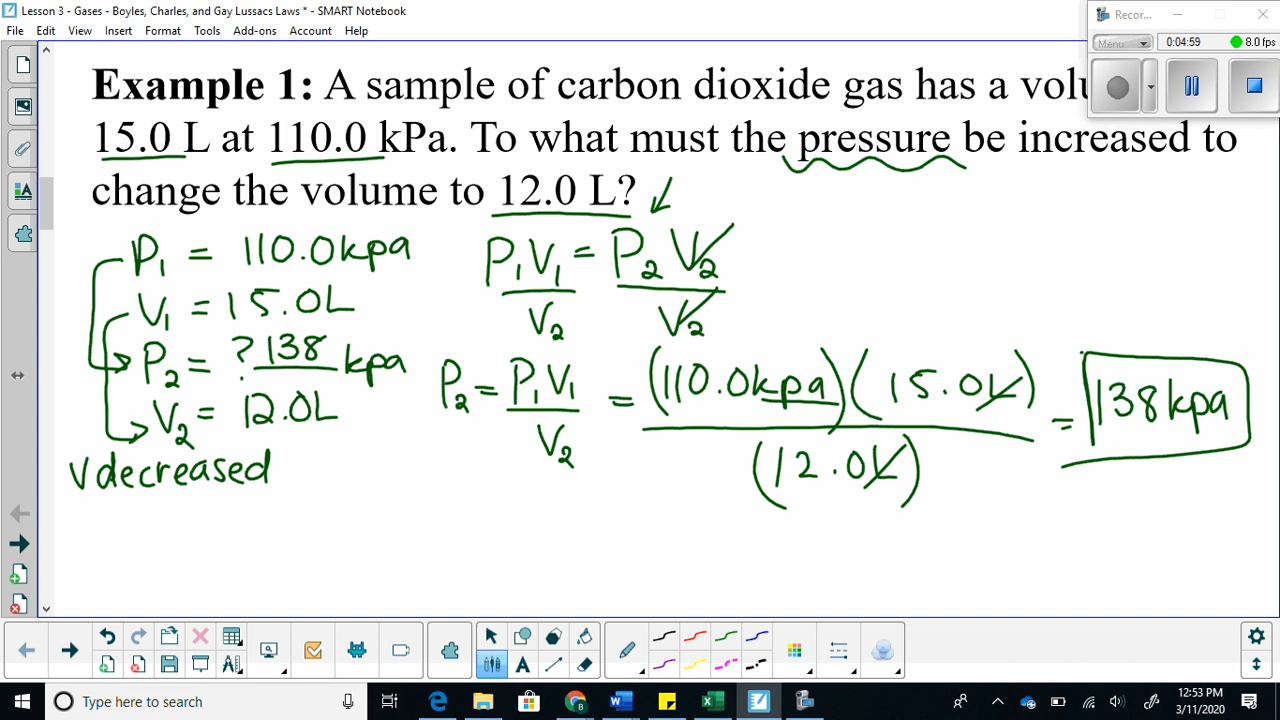 Lesson 3 - Gases - Boyles, Charles, and Gay Lussacs Laws * - SMART Notebook
Recor...
File Edit View Insert Format Tools Add-ons Account Help
Menu
0:04:59 8.0 fps
Example 1: A sample of carbon dioxide gas has a volu
15.0 L at 110.0 kPa. To what must the pressure be increased to
change the volume to 12.0 L?
P₁ = 110.0kpa
V₁ = 15.0L
P₂ = ? 138 kpa
V₂ = 12.0L
V decreased
P₁V₁ = P₂ V₂
V₂ V₂
P₂ = P₁V₁ = (110.0kpa) (15.0L) = 138kpa
V₂ (12.0L)
Type here to search
12:53 PM
3/11/2020